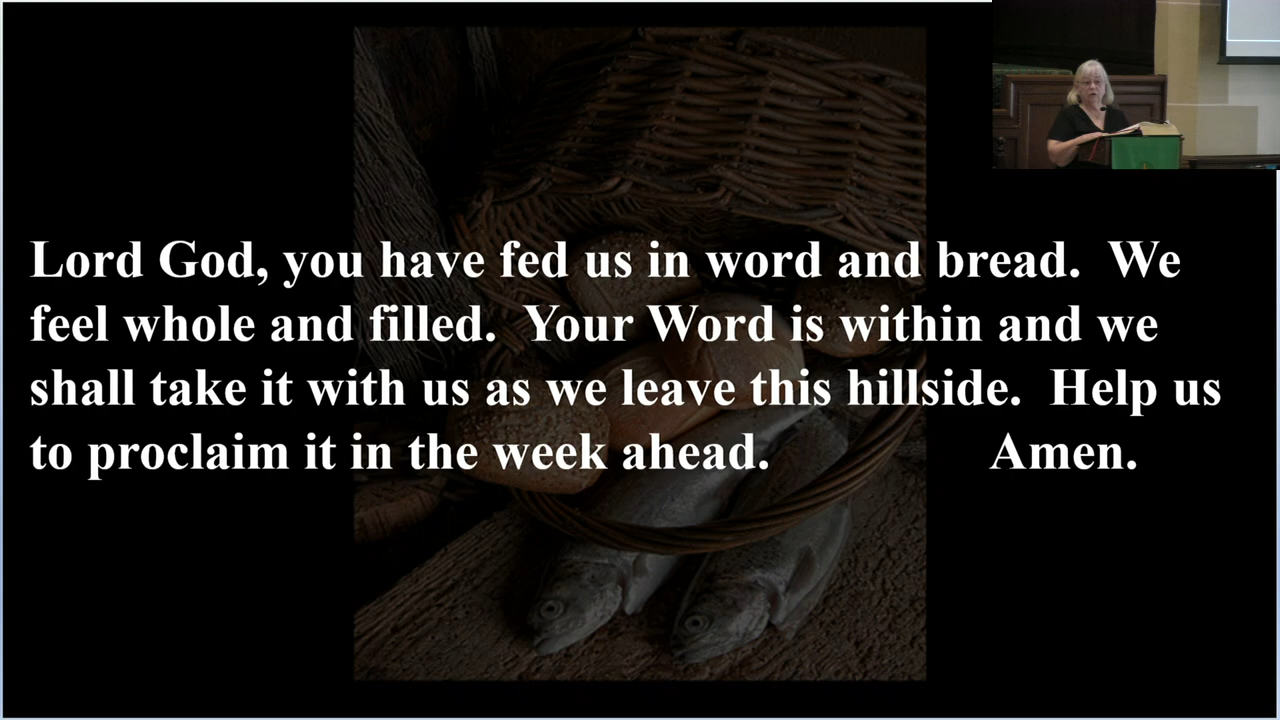 Lord God, you have fed us in word and bread.  We
feel whole and filled.  Your Word is within and we
shall take it with us as we leave this hillside.  Help us
to proclaim it in the week ahead.  Amen.